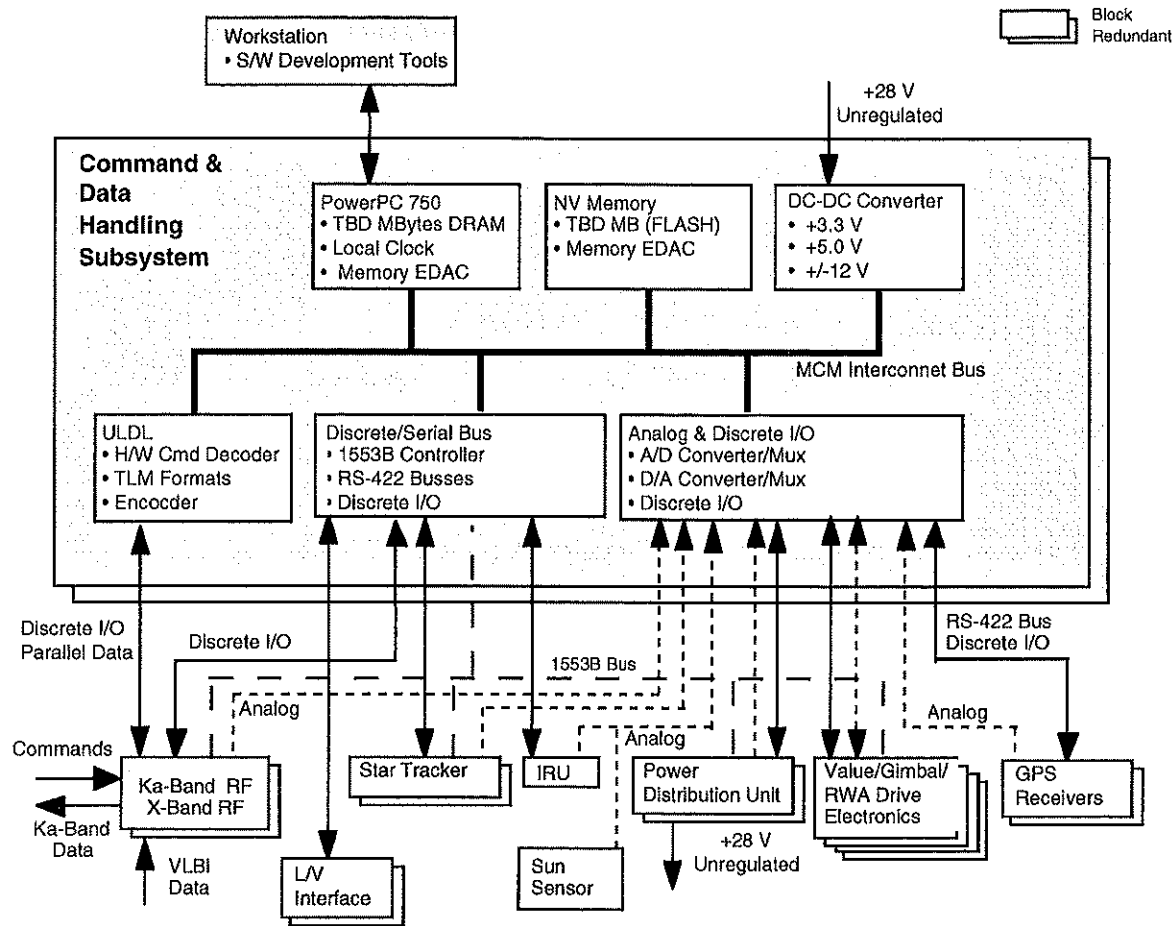 Block
Redundant
Workstation
• S/W Development Tools
+28 V
Unregulated
Command &
Data
Handling
Subsystem
PowerPC 750
• TBD MBytes DRAM
• Local Clock
• Memory EDAC
NV Memory
• TBD MB (FLASH)
• Memory EDAC
DC-DC Converter
• +3.3 V
• +5.0 V
• +/-12 V
MCM Interconnet Bus
ULDL
• H/W Cmd Decoder
• TLM Formats
• Encocder
Discrete/Serial Bus
• 1553B Controller
• RS-422 Busses
• Discrete I/O
Analog & Discrete I/O
• A/D Converter/Mux
• D/A Converter/Mux
• Discrete I/O
Discrete I/O
Parallel Data
Discrete I/O
1553B Bus
RS-422 Bus
Discrete I/O
Analog
Analog
Analog
Commands
Ka-Band
Data
Ka-Band RF
X-Band RF
VLBI
Data
Star Tracker
IRU
Power
Distribution Unit
Value/Gimbal/
RWA Drive
Electronics
GPS
Receivers
L/V
Interface
Sun
Sensor
+28 V
Unregulated